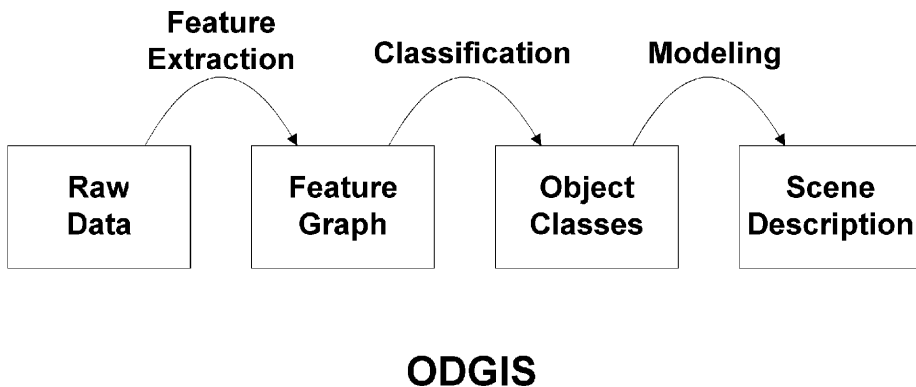 Feature
Extraction
Classification
Modeling
Raw
Data
Feature
Graph
Object
Classes
Scene
Description
ODGIS